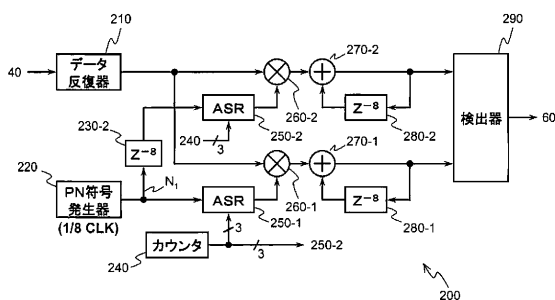 210
290
40
データ
反復器
270-2
ASR
260-2
230-2
240
3
250-2
Z⁻⁸
280-2
検出器
60
Z⁻⁸
270-1
220
N₁
PN符号
発生器
(1/8 CLK)
ASR
260-1
250-1
Z⁻⁸
280-1
3
カウンタ
3
250-2
240
200